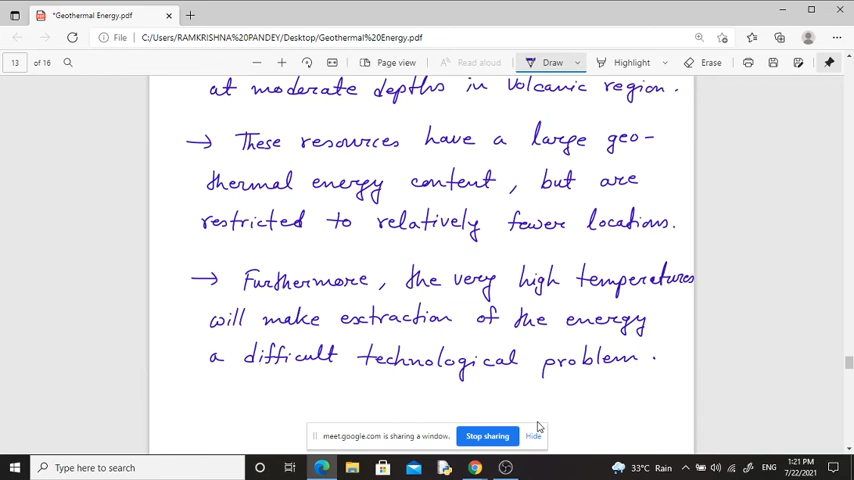 *Geothermal Energy.pdf
File C:/Users/RAMKRISHNA%20PANDEY/Desktop/Geothermal%20Energy.pdf
13 of 16 Page view Read aloud Draw Highlight Erase
at moderate depths in volcanic region.
→ These resources have a large geo-
thermal energy content, but are
restricted to relatively fewer locations.
→ Furthermore, the very high temperatures
will make extraction of the energy
a difficult technological problem.
meet.google.com is sharing a window. Stop sharing Hide
Type here to search 33°C Rain ENG 1:21 PM
7/22/2021